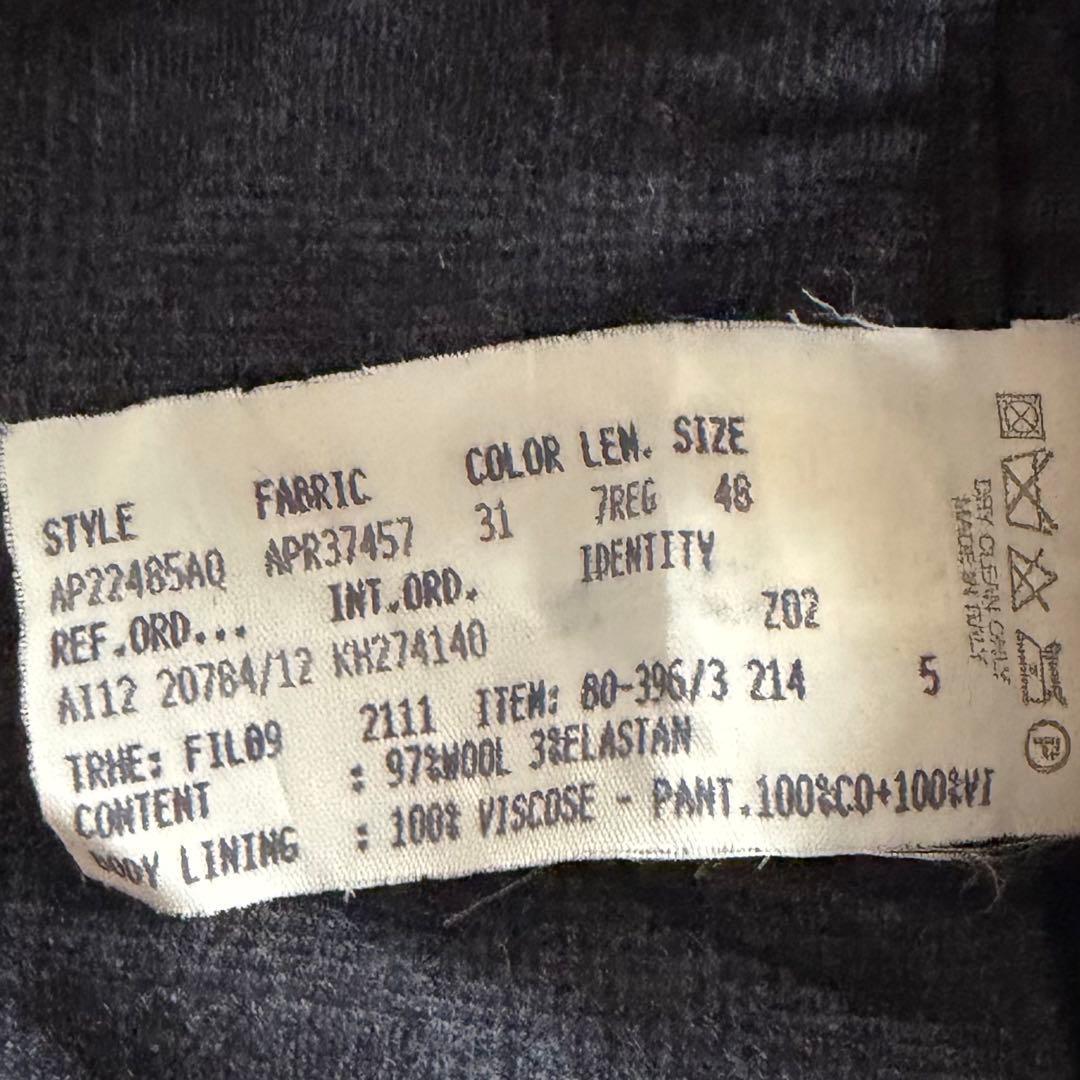 STYLE FABRIC COLOR LEN. SIZE
AP22485AQ APR37457 31 7REG 48
REF.ORD... INT.ORD. IDENTITY
AI12 20784/12 KH274140 Z02
TRHE: FIL09 2111 ITEM: 80-396/3 214 5
CONTENT : 97%WOOL 3%ELASTAN
BODY LINING : 100% VISCOSE - PANT.100%CO+100%VI
DRY CLEAN ONLY
MADE IN ITALY
P